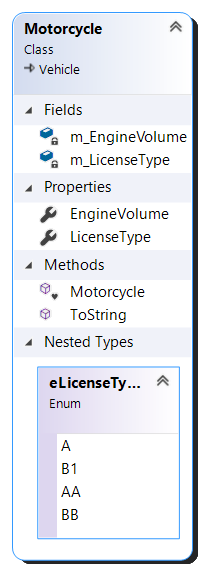 Motorcycle
Class
Vehicle
Fields
m_EngineVolume
m_LicenseType
Properties
EngineVolume
LicenseType
Methods
Motorcycle
ToString
Nested Types
eLicenseTy...
Enum
A
B1
AA
BB